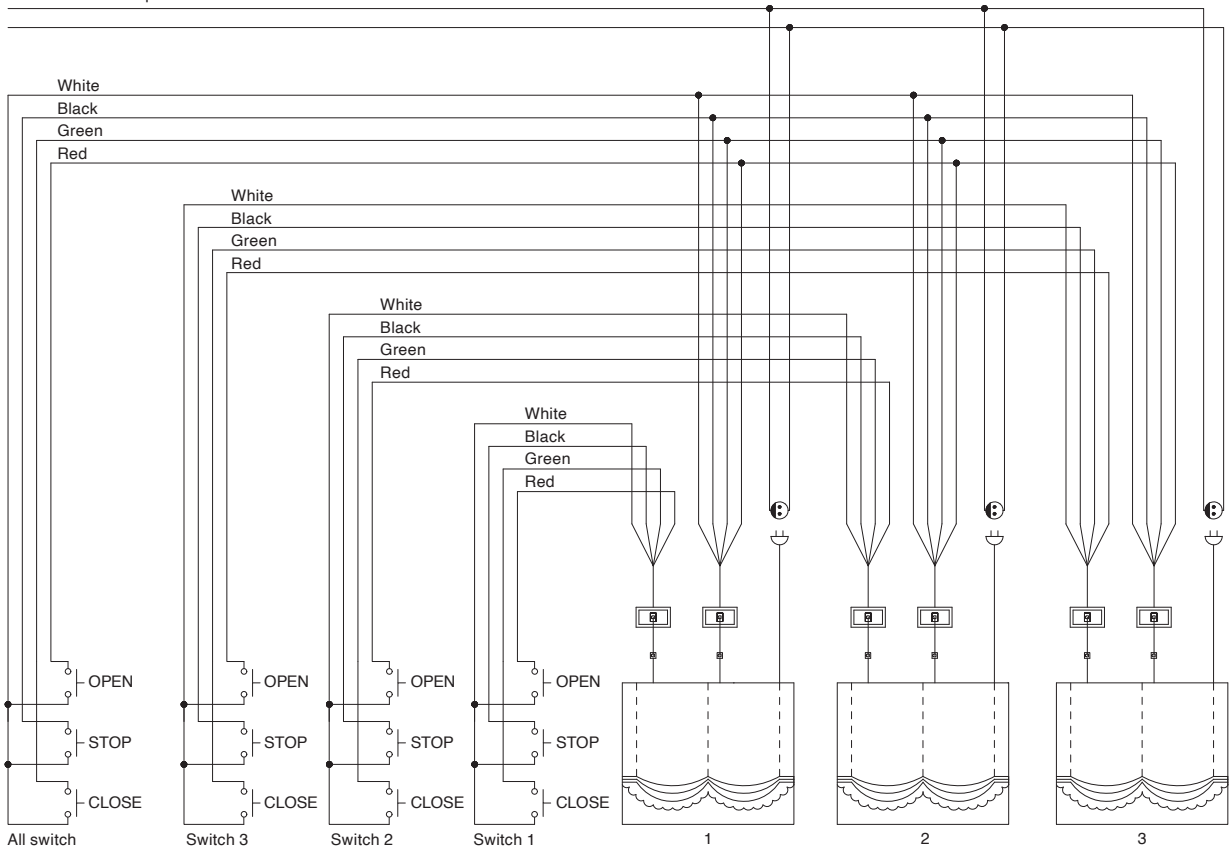 White
Black
Green
Red
White
Black
Green
Red
White
Black
Green
Red
White
Black
Green
Red
OPEN OPEN OPEN OPEN
STOP STOP STOP STOP
CLOSE CLOSE CLOSE CLOSE
All switch Switch 3 Switch 2 Switch 1 1 2 3